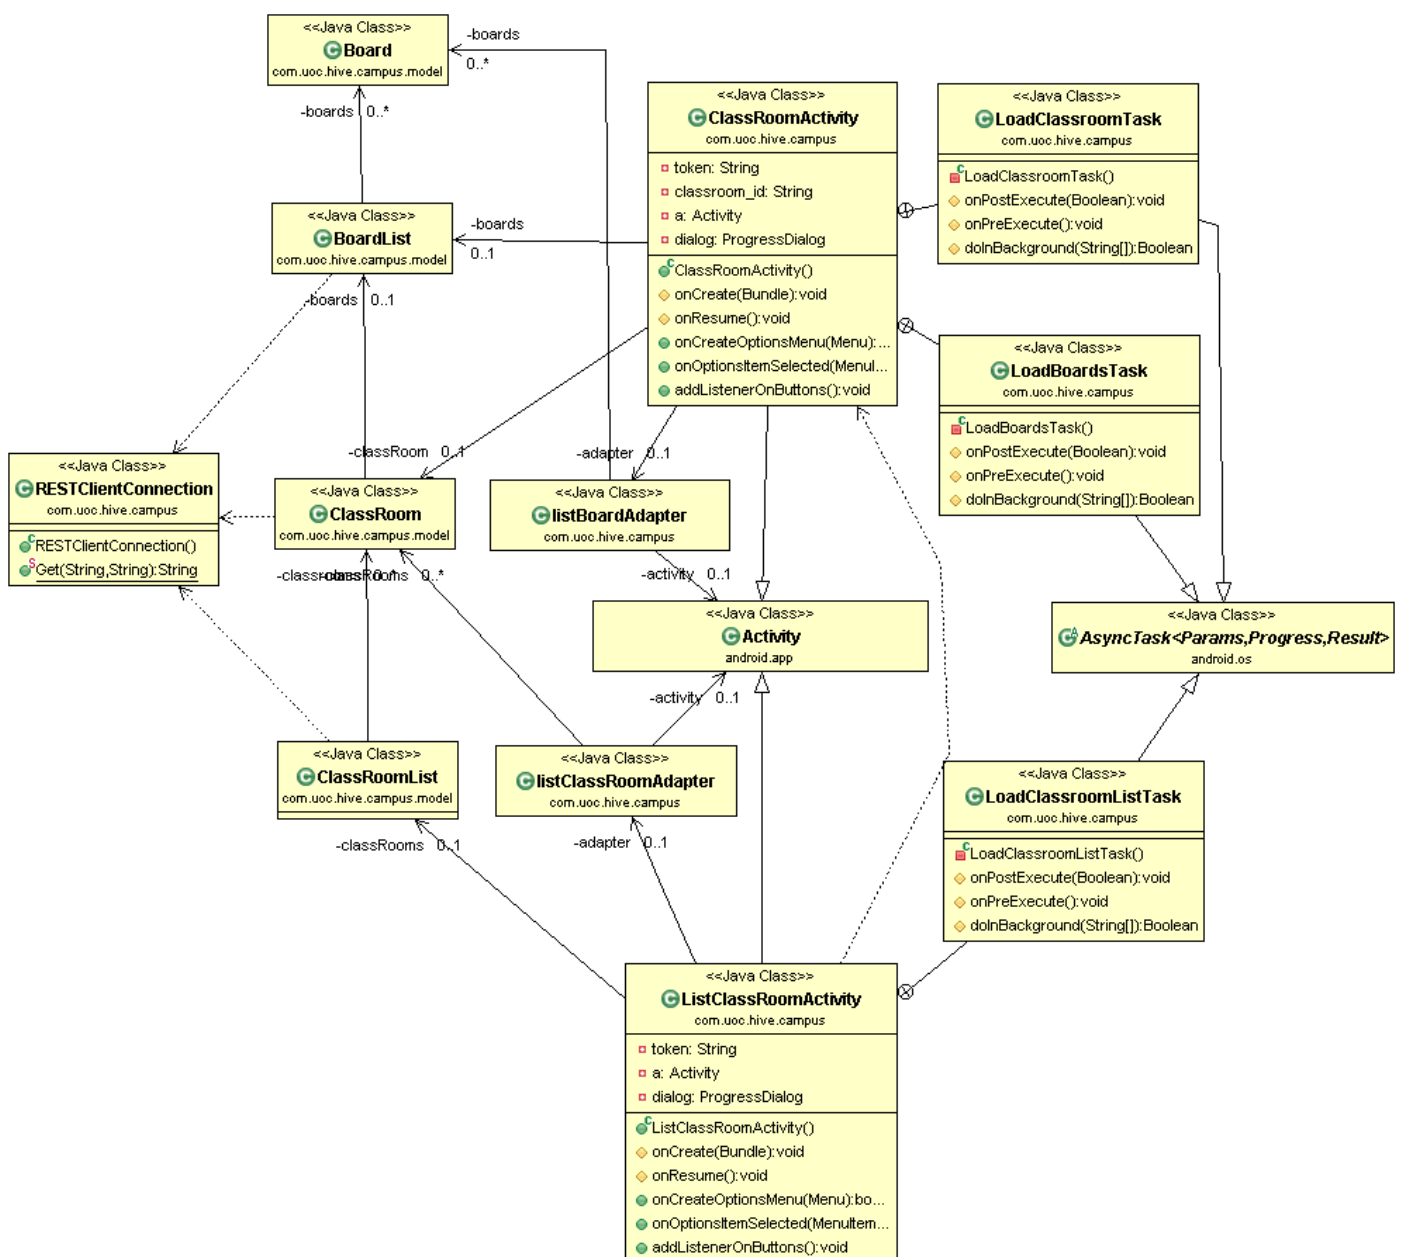 <<Java Class>>
Board
com.uoc.hive.campus.model
-boards
0..*
-boards 0..*
<<Java Class>>
ClassRoomActivity
com.uoc.hive.campus
token: String
classroom_id: String
a: Activity
dialog: ProgressDialog
ClassRoomActivity()
onCreate(Bundle):void
onResume():void
onCreateOptionsMenu(Menu):...
onOptionsItemSelected(MenuI...
addListenerOnButtons():void
<<Java Class>>
LoadClassroomTask
com.uoc.hive.campus
LoadClassroomTask()
onPostExecute(Boolean):void
onPreExecute():void
doInBackground(String[]):Boolean
<<Java Class>>
BoardList
com.uoc.hive.campus.model
-boards
0..1
-boards 0..1
<<Java Class>>
LoadBoardsTask
com.uoc.hive.campus
LoadBoardsTask()
onPostExecute(Boolean):void
onPreExecute():void
doInBackground(String[]):Boolean
<<Java Class>>
RESTClientConnection
com.uoc.hive.campus
RESTClientConnection()
Get(String,String):String
-classRoom 0..1
<<Java Class>>
ClassRoom
com.uoc.hive.campus.model
-adapter 0..1
<<Java Class>>
listBoardAdapter
com.uoc.hive.campus
-classrooms 0..*
-classRooms 0..*
-activity 0..1
<<Java Class>>
Activity
android.app
<<Java Class>>
AsyncTask<Params,Progress,Result>
android.os
-activity 0..1
<<Java Class>>
ClassRoomList
com.uoc.hive.campus.model
<<Java Class>>
listClassRoomAdapter
com.uoc.hive.campus
<<Java Class>>
LoadClassroomListTask
com.uoc.hive.campus
LoadClassroomListTask()
onPostExecute(Boolean):void
onPreExecute():void
doInBackground(String[]):Boolean
-classRooms 0..1
-adapter 0..1
<<Java Class>>
ListClassRoomActivity
com.uoc.hive.campus
token: String
a: Activity
dialog: ProgressDialog
ListClassRoomActivity()
onCreate(Bundle):void
onResume():void
onCreateOptionsMenu(Menu):bo...
onOptionsItemSelected(MenuItem...
addListenerOnButtons():void